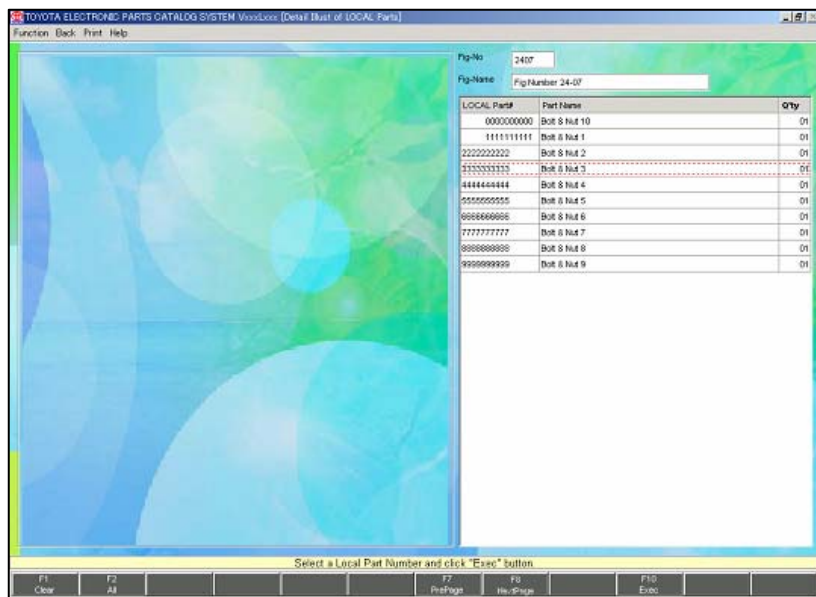 TOYOTA ELECTRONIC PARTS CATALOG SYSTEM VxxxLxxx [Detail Illust of LOCAL Parts]
Function Back Print Help
Fig-No 2407
Fig-Name Fig Number 24-07
LOCAL Part# Part Name Q'ty
0000000000 Bolt & Nut 10 01
1111111111 Bolt & Nut 1 01
2222222222 Bolt & Nut 2 01
3333333333 Bolt & Nut 3 01
4444444444 Bolt & Nut 4 01
5555555555 Bolt & Nut 5 01
6666666666 Bolt & Nut 6 01
7777777777 Bolt & Nut 7 01
8888888888 Bolt & Nut 8 01
9999999999 Bolt & Nut 9 01
Select a Local Part Number and click "Exec" button.
F1 F2 F7 F8 F10
Clear All PrePage NextPage Exec